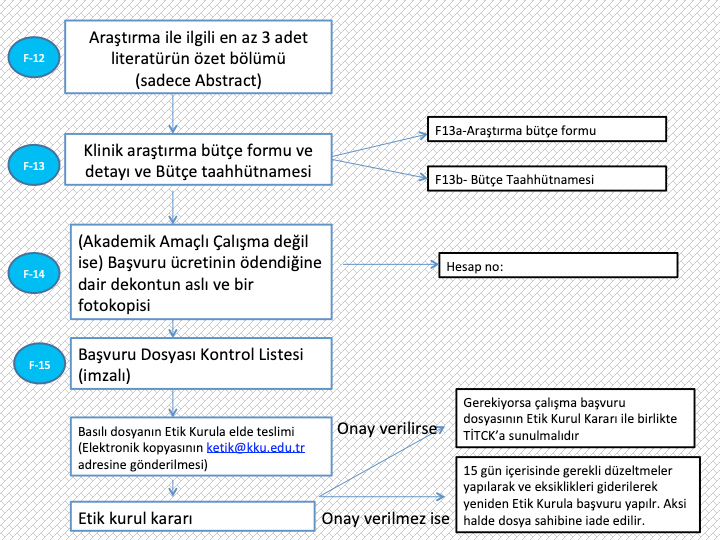 F-12
Araştırma ile ilgili en az 3 adet
literatürün özet bölümü
(sadece Abstract)
F-13
Klinik araştırma bütçe formu ve
detayı ve Bütçe taahhütnamesi
F13a-Araştırma bütçe formu
F13b- Bütçe Taahhütnamesi
F-14
(Akademik Amaçlı Çalışma değil
ise) Başvuru ücretinin ödendiğine
dair dekontun aslı ve bir
fotokopisi
Hesap no:
F-15
Başvuru Dosyası Kontrol Listesi
(imzalı)
Basılı dosyanın Etik Kurula elde teslimi
(Elektronik kopyasının ketik@kku.edu.tr
adresine gönderilmesi)
Onay verilirse
Gerekiyorsa çalışma başvuru
dosyasının Etik Kurul Kararı ile birlikte
TİTCK’a sunulmalıdır
Etik kurul kararı
Onay verilmez ise
15 gün içerisinde gerekli düzeltmeler
yapılarak ve eksiklikleri giderilerek
yeniden Etik Kurula başvuru yapılır. Aksi
halde dosya sahibine iade edilir.